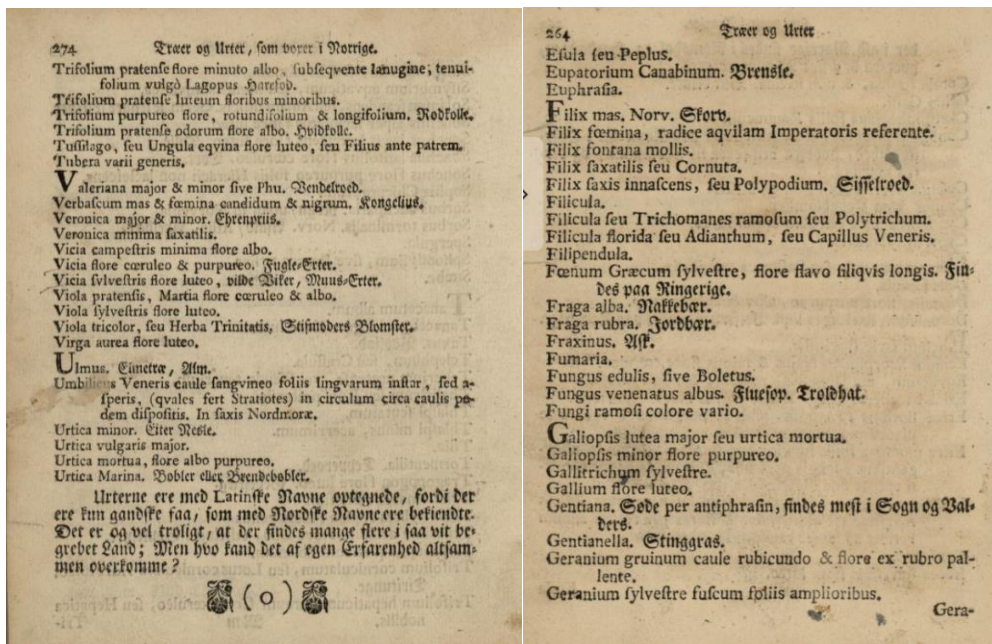 274 Træer og Urter, som voxer i Norrige.
Trifolium pratense flore minuto albo, subseqvente lanugine, tenui-
folium vulgò Lagopus Harefod.
Trifolium pratense luteum floribus minoribus.
Trifolium purpureo flore, rotundifolium & longifolium. Rødkolle.
Trifolium pratense odorum flore albo. Hvidkolle.
Tussilago, seu Ungula eqvina flore luteo, seu Filius ante patrem.
Tubera varii generis.
Valeriana major & minor sive Phu. Vendelroed.
Verbascum mas & fœmina candidum & nigrum. Kongelius.
Veronica major & minor. Ehrenpriis.
Veronica minima saxatilis.
Vicia campestris minima flore albo.
Vicia flore cœruleo & purpureo. Fugle-Erter.
Vicia sylvestris flore luteo, vilde Viker, Muus-Erter.
Viola pratensis, Martia flore cœruleo & albo.
Viola sylvestris flore luteo.
Viola tricolor, seu Herba Trinitatis, Stifmoders Blomster.
Virga aurea flore luteo.
Ulmus. Elmetræ, Alm.
Umbilicus Veneris caule sangvineo foliis lingvarum instar, sed a-
speris, (qvales fert Stratiotes) in circulum circa caulis pe-
dem dispositis. In saxis Nordmoræ.
Urtica minor. Eiter Nesle.
Urtica vulgaris major.
Urtica mortua, flore albo purpureo.
Urtica Marina. Bobler eller Brendebobler.
Urterne ere med Latinske Navne optegnede, fordi der
ere kun gandske faa, som med Nordske Navne ere bekiendte.
Det er og vel troligt, at der findes mange flere i saa vit be-
grebet Land; Men hvo kand det af egen Erfarenhed altsam-
men overkomme?
(o)
264 Træer og Urter
Esula seu Peplus.
Eupatorium Canabinum. Brensle.
Euphrasia.
Filix mas. Norv. Skorv.
Filix fœmina, radice aqvilam Imperatoris referente.
Filix fontana mollis.
Filix saxatilis seu Cornuta.
Filix saxis innascens, seu Polypodium. Sisselroed.
Filicula.
Filicula seu Trichomanes ramosum seu Polytrichum.
Filicula florida seu Adianthum, seu Capillus Veneris.
Filipendula.
Fœnum Græcum sylvestre, flore flavo siliqvis longis. Fin-
des paa Ringerige.
Fraga alba. Nakkebær.
Fraga rubra. Jordbær.
Fraxinus. Ask.
Fumaria.
Fungus edulis, sive Boletus.
Fungus venenatus albus. Fluesop. Troldhat.
Fungi ramosi colore vario.
Galiopsis lutea major seu urtica mortua.
Galiopsis minor flore purpureo.
Gallitrichum sylvestre.
Gallium flore luteo.
Gentiana. Søde per antiphrasin, findes mest i Sogn og Val-
ders.
Gentianella. Stinggras.
Geranium gruinum caule rubicundo & flore ex rubro pal-
lente.
Geranium sylvestre fuscum foliis amplioribus.
Gera-